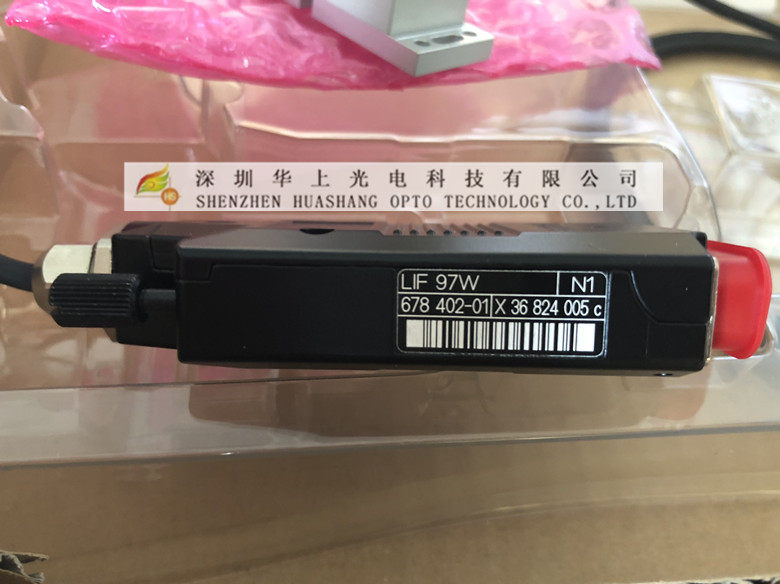 深圳华上光电科技有限公司
HS
SHENZHEN HUASHANG OPTO TECHNOLOGY CO.,LTD
LIF 97W N1
678 402-01 X 36 824 005 c